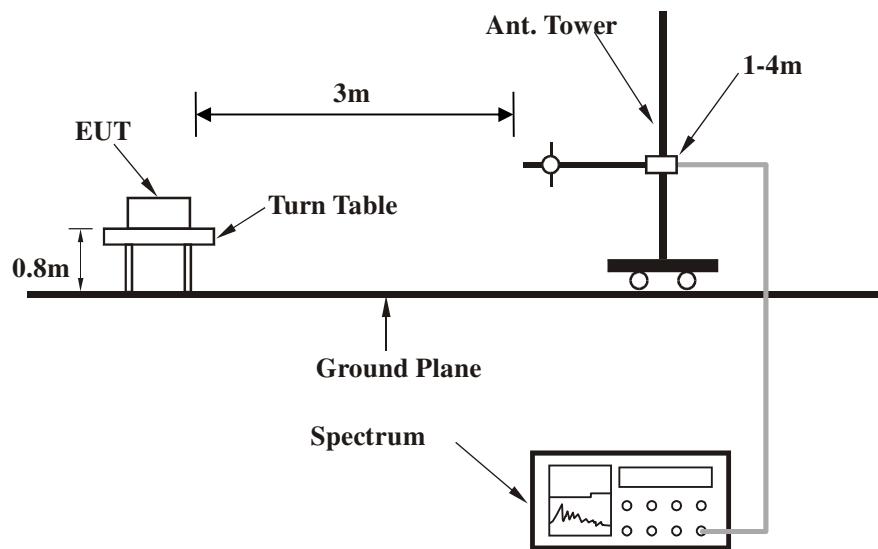 Ant. Tower
1-4m
3m
EUT
Turn Table
0.8m
Ground Plane
Spectrum